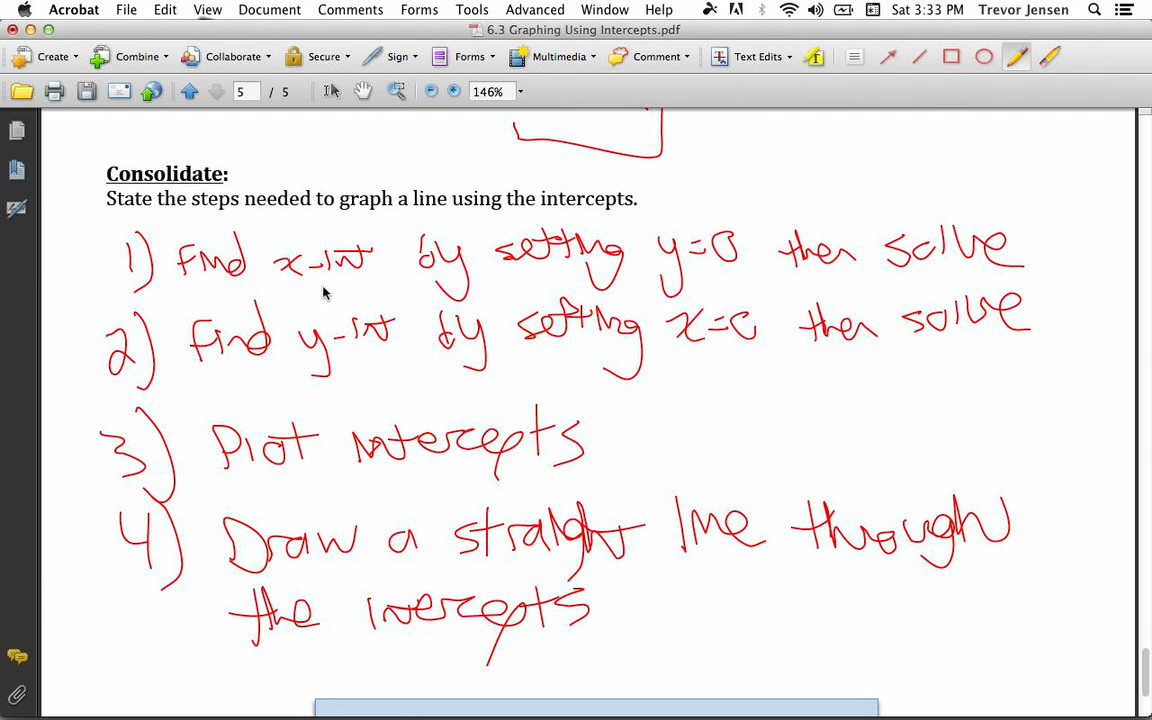 Acrobat File Edit View Document Comments Forms Tools Advanced Window Help Sat 3:33 PM Trevor Jensen
6.3 Graphing Using Intercepts.pdf
Create Combine Collaborate Secure Sign Forms Multimedia Comment Text Edits
5 / 5 146%
Consolidate:
State the steps needed to graph a line using the intercepts.
1) Find x-int by setting y=0 then solve
2) Find y-int by setting x=0 then solve
3) Plot Intercepts
4) Draw a straight line through
the intercepts